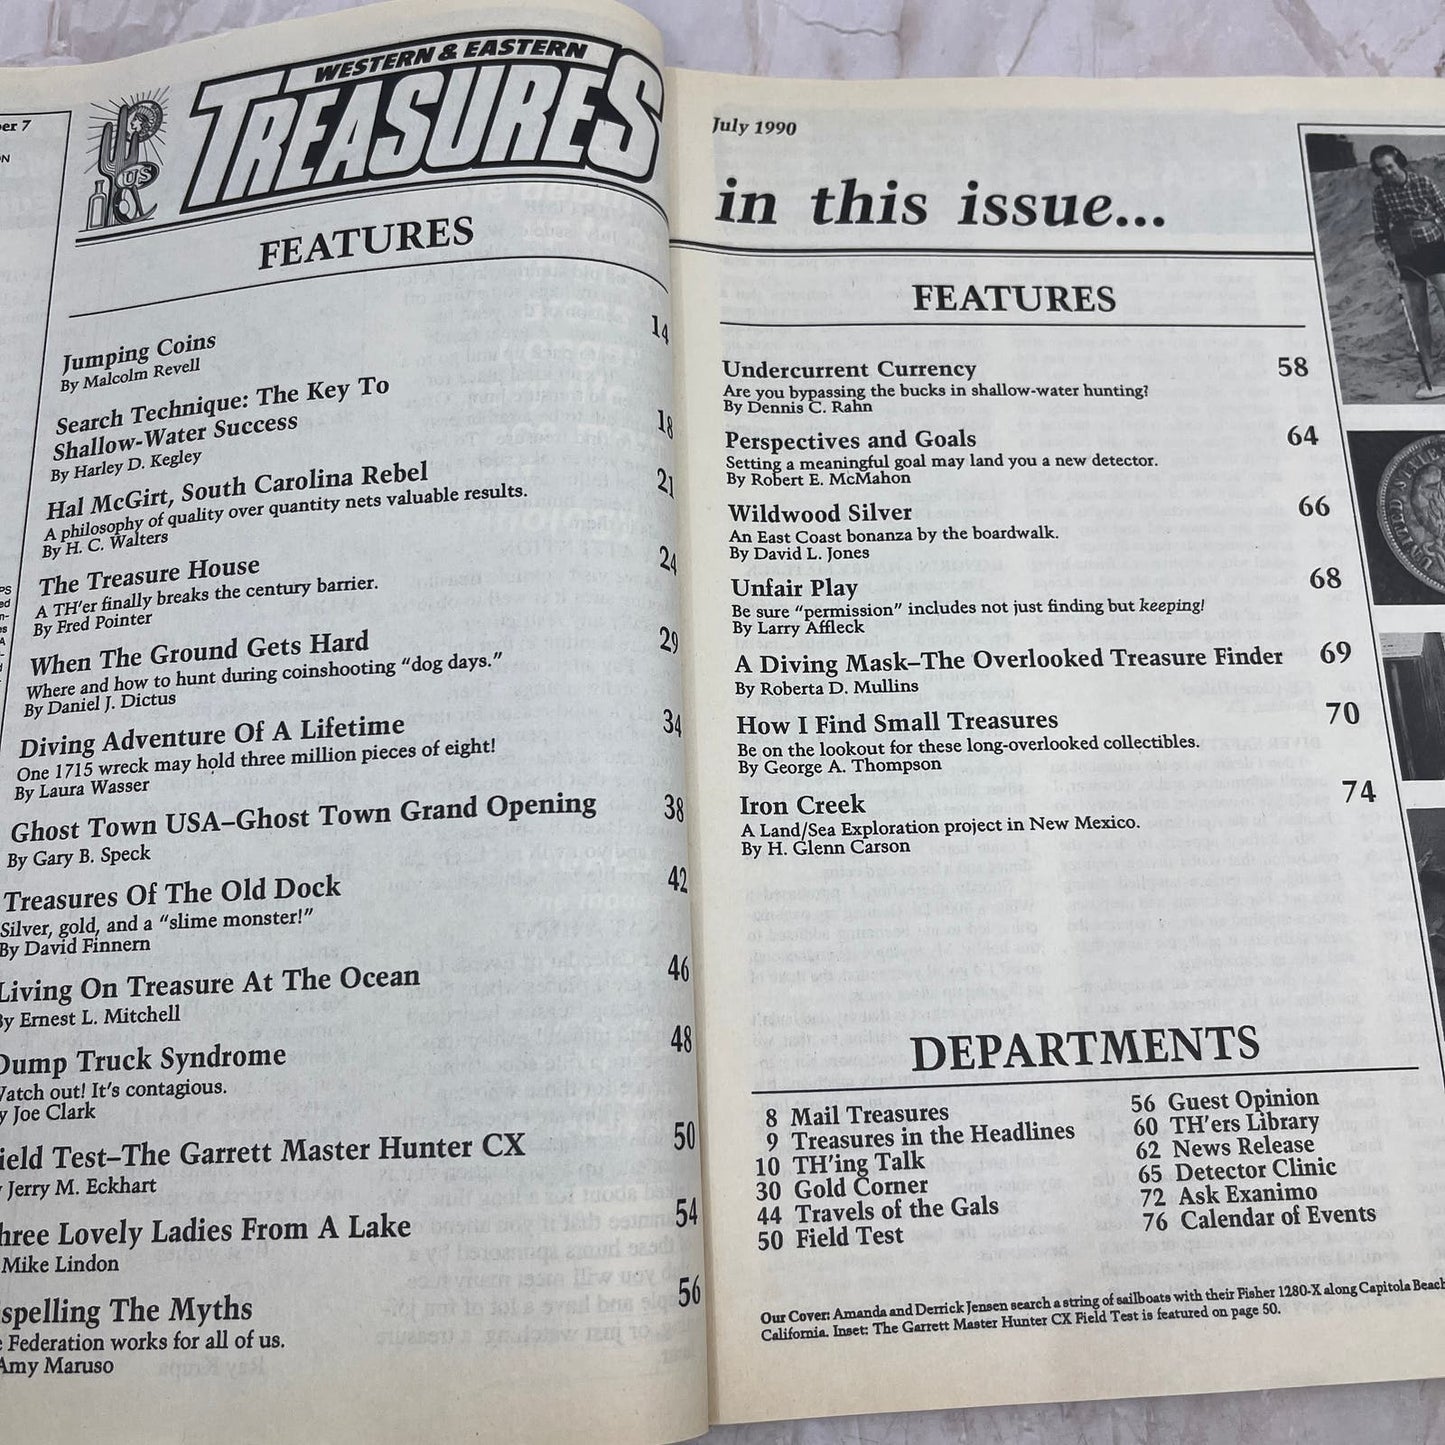 er 7
WESTERN & EASTERN
TREASURES
US
FEATURES
Jumping Coins 14
By Malcolm Revell
Search Technique: The Key To
Shallow-Water Success 18
By Harley D. Kegley
Hal McGirt, South Carolina Rebel 21
A philosophy of quality over quantity nets valuable results.
By H. C. Walters
The Treasure House 24
A TH'er finally breaks the century barrier.
By Fred Pointer
When The Ground Gets Hard 29
Where and how to hunt during coinshooting “dog days.”
By Daniel J. Dictus
Diving Adventure Of A Lifetime 34
One 1715 wreck may hold three million pieces of eight!
By Laura Wasser
Ghost Town USA–Ghost Town Grand Opening 38
By Gary B. Speck
Treasures Of The Old Dock 42
Silver, gold, and a “slime monster!”
By David Finnern
Living On Treasure At The Ocean 46
By Ernest L. Mitchell
Dump Truck Syndrome 48
Watch out! It's contagious.
y Joe Clark
ield Test–The Garrett Master Hunter CX 50
Jerry M. Eckhart
hree Lovely Ladies From A Lake 54
Mike Lindon
ispelling The Myths 56
e Federation works for all of us.
Amy Maruso
July 1990
in this issue...
FEATURES
Undercurrent Currency 58
Are you bypassing the bucks in shallow-water hunting?
By Dennis C. Rahn
Perspectives and Goals 64
Setting a meaningful goal may land you a new detector.
By Robert E. McMahon
Wildwood Silver 66
An East Coast bonanza by the boardwalk.
By David L. Jones
Unfair Play 68
Be sure “permission” includes not just finding but keeping!
By Larry Affleck
A Diving Mask–The Overlooked Treasure Finder 69
By Roberta D. Mullins
How I Find Small Treasures 70
Be on the lookout for these long-overlooked collectibles.
By George A. Thompson
Iron Creek 74
A Land/Sea Exploration project in New Mexico.
By H. Glenn Carson
DEPARTMENTS
8 Mail Treasures
9 Treasures in the Headlines
10 TH'ing Talk
30 Gold Corner
44 Travels of the Gals
50 Field Test
56 Guest Opinion
60 TH'ers Library
62 News Release
65 Detector Clinic
72 Ask Exanimo
76 Calendar of Events
Our Cover: Amanda and Derrick Jensen search a string of sailboats with their Fisher 1280-X along Capitola Beach
California. Inset: The Garrett Master Hunter CX Field Test is featured on page 50.
UNITED STATES